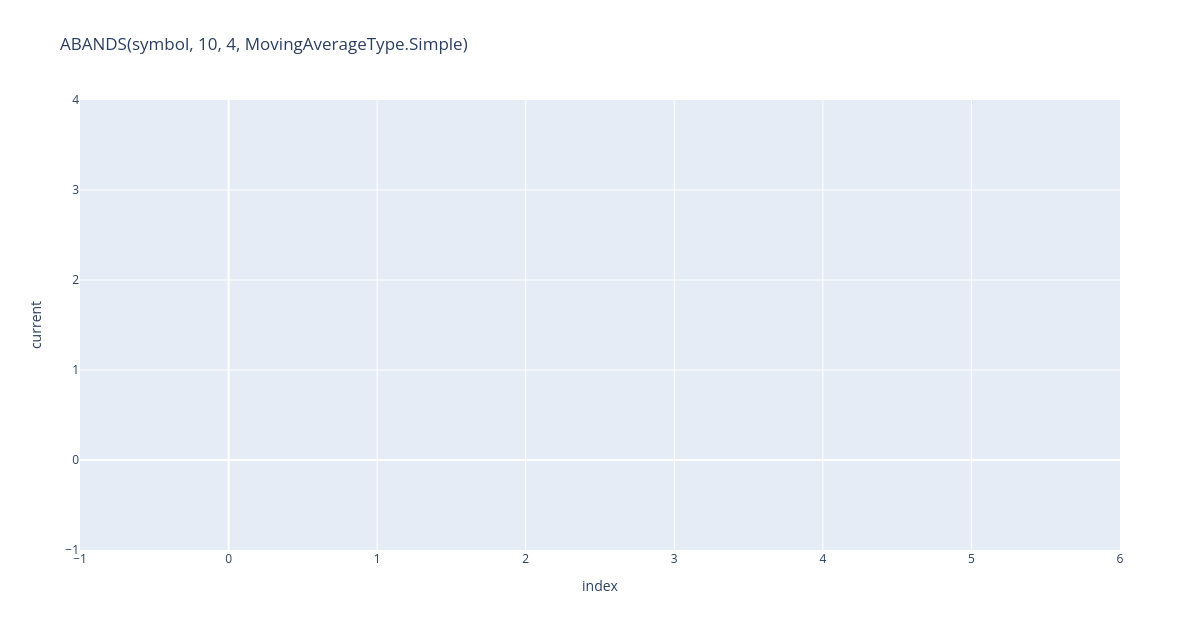 ABANDS(symbol, 10, 4, MovingAverageType.Simple)
4
3
2
1
0
−1
current
−1 0 1 2 3 4 5 6
index